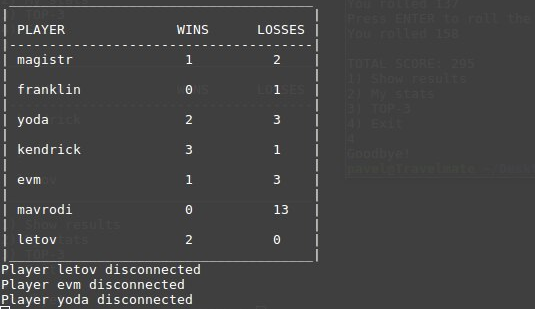 PLAYER WINS LOSSES
magistr 1 2
franklin 0 1
yoda 2 3
kendrick 3 1
evm 1 3
mavrodi 0 13
letov 2 0
Player letov disconnected
Player evm disconnected
Player yoda disconnected
You rolled 137
Press ENTER to roll the
You rolled 158
TOTAL SCORE: 295
1) Show results
2) My stats
3) TOP-3
4) Exit
4
Goodbye!